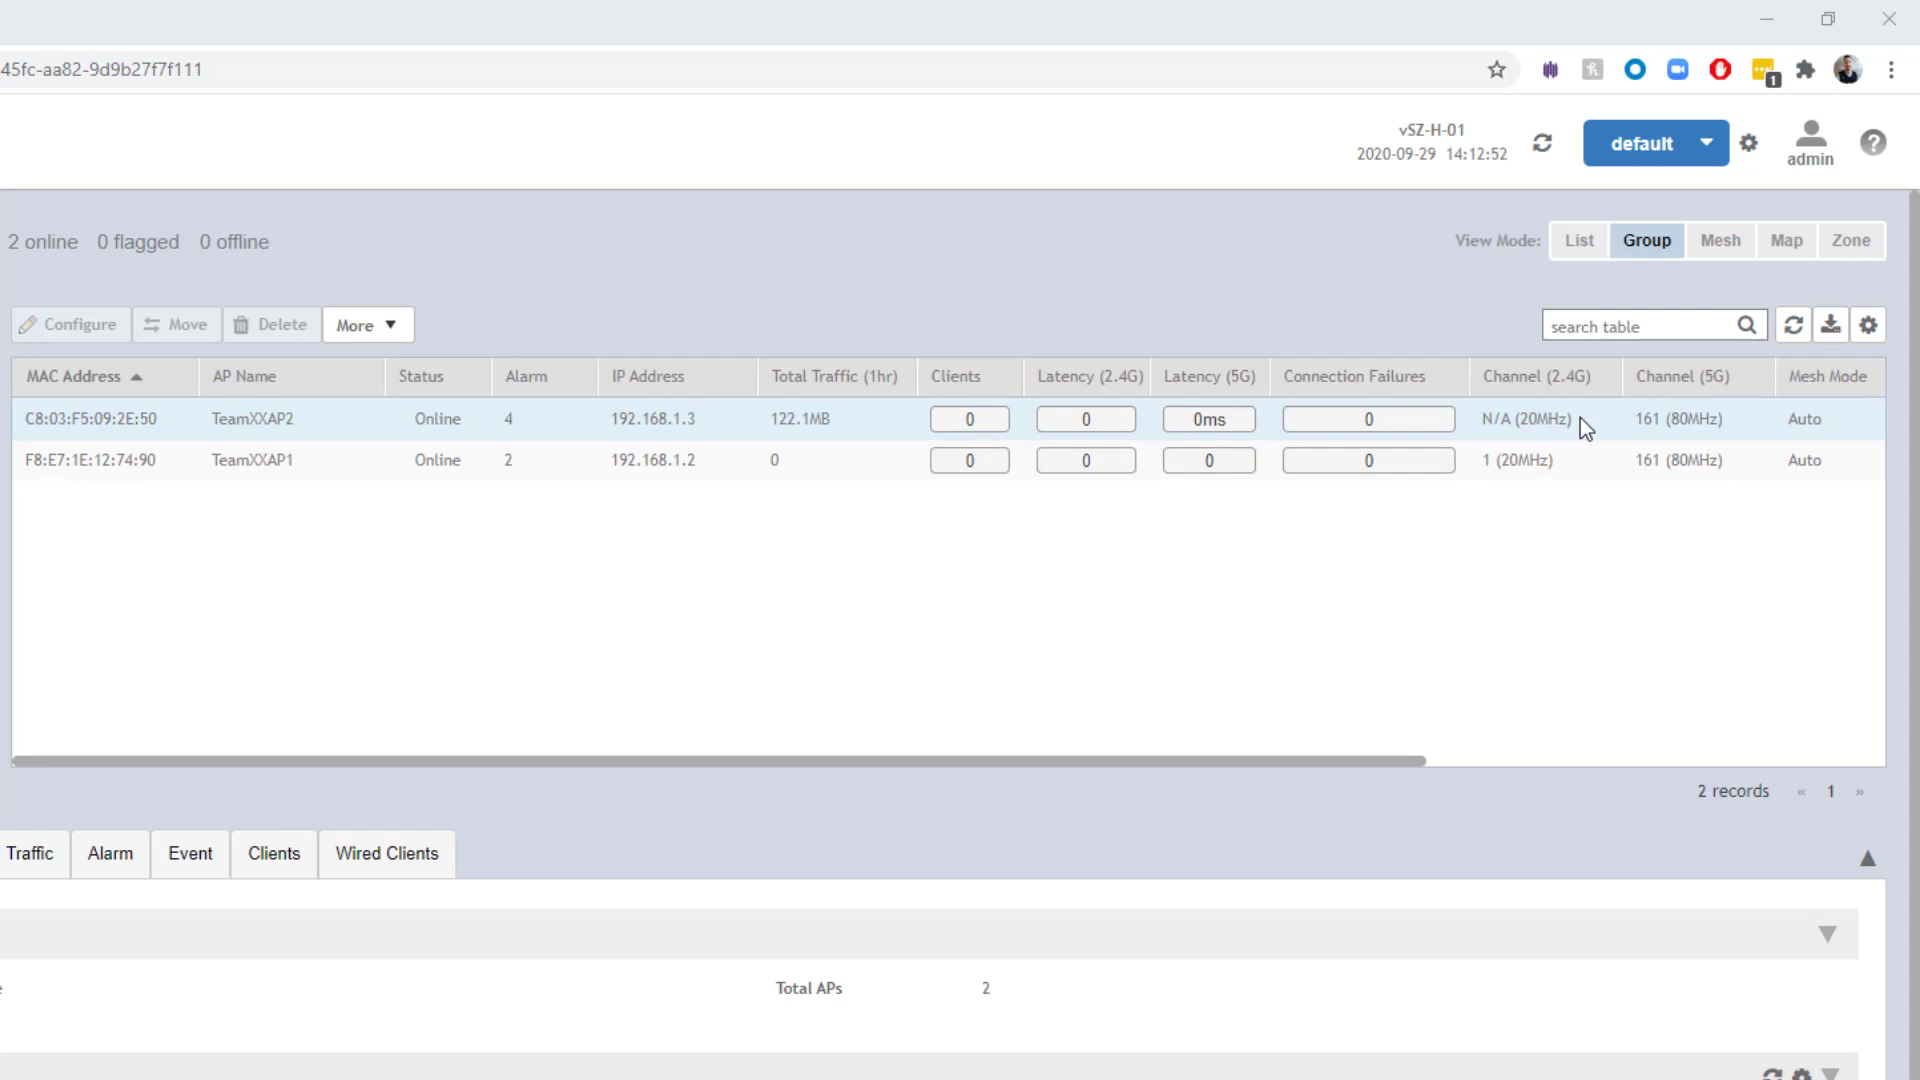 45fc-aa82-9d9b27f7f111
1
vSZ-H-01
2020-09-29 14:12:52
default
admin
2 online 0 flagged 0 offline
View Mode: List Group Mesh Map Zone
Configure Move Delete More
search table
MAC Address AP Name Status Alarm IP Address Total Traffic (1hr) Clients Latency (2.4G) Latency (5G) Connection Failures Channel (2.4G) Channel (5G) Mesh Mode
C8:03:F5:09:2E:50 TeamXXAP2 Online 4 192.168.1.3 122.1MB 0 0 0ms 0 N/A (20MHz) 161 (80MHz) Auto
F8:E7:1E:12:74:90 TeamXXAP1 Online 2 192.168.1.2 0 0 0 0 0 1 (20MHz) 161 (80MHz) Auto
2 records « 1 »
Traffic Alarm Event Clients Wired Clients
Total APs 2